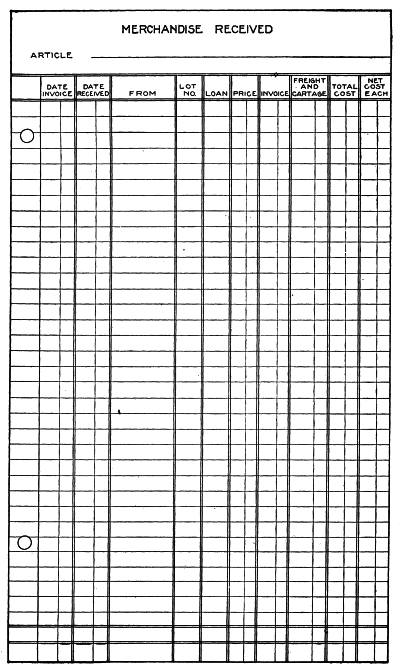 MERCHANDISE RECEIVED
ARTICLE
DATE INVOICE DATE RECEIVED FROM LOT NO. LOAN PRICE INVOICE FREIGHT AND CARTAGE TOTAL COST NET COST EACH